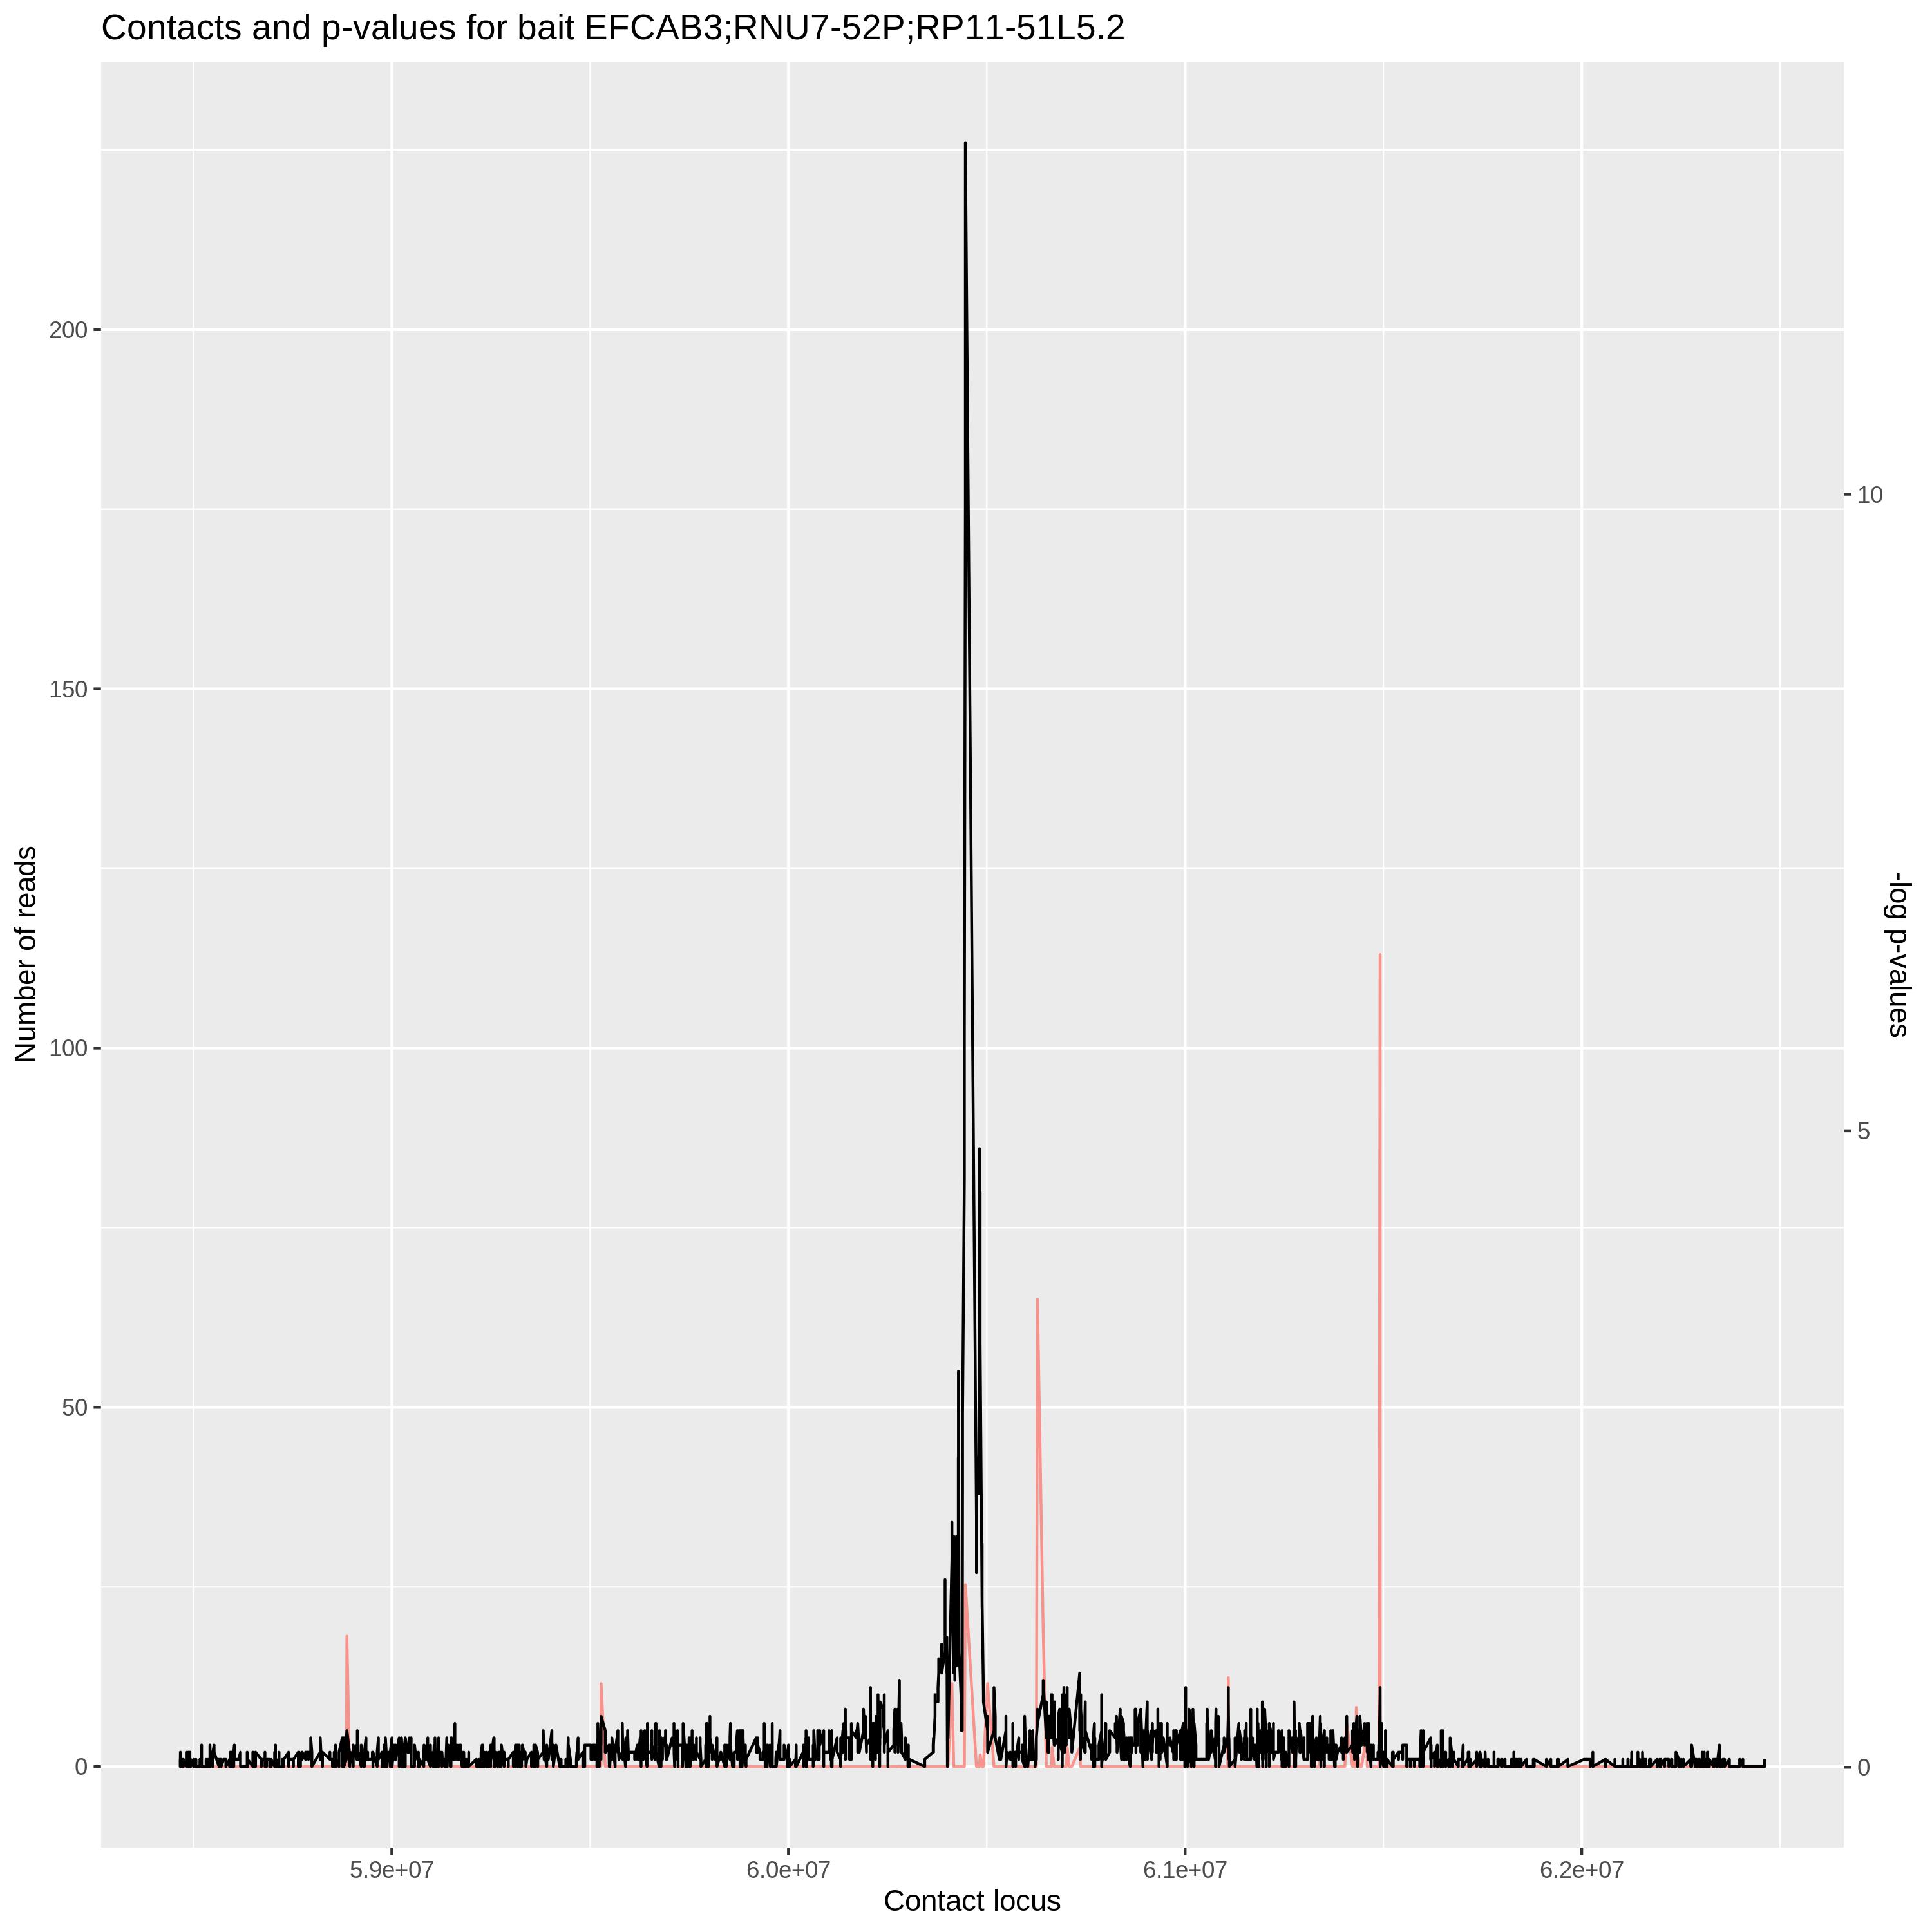 Contacts and p-values for bait EFCAB3;RNU7-52P;RP11-51L5.2
200
150
100
50
0
Number of reads
10
5
0
-log p-values
5.9e+07 6.0e+07 6.1e+07 6.2e+07
Contact locus